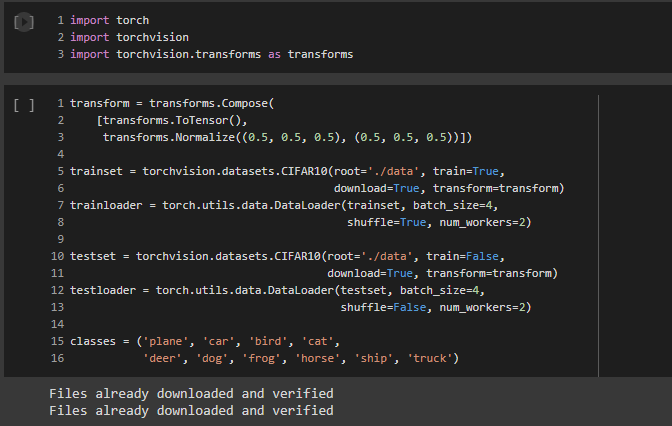 [ ] 1 import torch
2 import torchvision
3 import torchvision.transforms as transforms
[ ] 1 transform = transforms.Compose(
2     [transforms.ToTensor(),
3      transforms.Normalize((0.5, 0.5, 0.5), (0.5, 0.5, 0.5))])
4
5 trainset = torchvision.datasets.CIFAR10(root='./data', train=True,
6                                         download=True, transform=transform)
7 trainloader = torch.utils.data.DataLoader(trainset, batch_size=4,
8                                           shuffle=True, num_workers=2)
9
10 testset = torchvision.datasets.CIFAR10(root='./data', train=False,
11                                        download=True, transform=transform)
12 testloader = torch.utils.data.DataLoader(testset, batch_size=4,
13                                          shuffle=False, num_workers=2)
14
15 classes = ('plane', 'car', 'bird', 'cat',
16            'deer', 'dog', 'frog', 'horse', 'ship', 'truck')
Files already downloaded and verified
Files already downloaded and verified